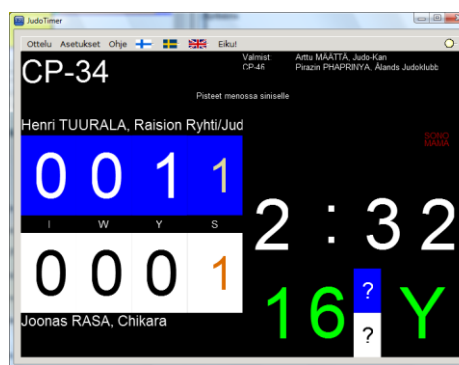 JudoTimer
Ottelu Asetukset Ohje Eikut
CP-34
Valmist: Arttu MÄÄTTÄ, Judo-Kan
CP-46 Pirazin PHAPRINYA, Ålands Judoklubb
Pisteet menossa siniselle
Henri TUURALA, Raision Ryhti/Jud
SONO
MAMA
0 0 1 1
I W Y S
2 : 32
0 0 0 1
16 ? Y
?
Joonas RASA, Chikara